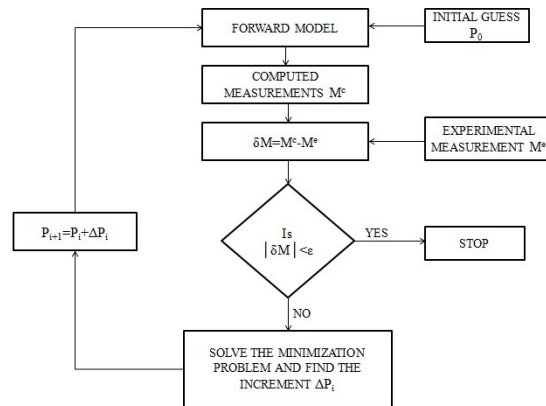 FORWARD MODEL
INITIAL GUESS
P₀
COMPUTED
MEASUREMENTS Mᶜ
δM=Mᶜ-Mᵉ
EXPERIMENTAL
MEASUREMENT Mᵉ
Is
|δM|<ε
YES
STOP
Pᵢ₊₁=Pᵢ+ΔPᵢ
NO
SOLVE THE MINIMIZATION
PROBLEM AND FIND THE
INCREMENT ΔPᵢ